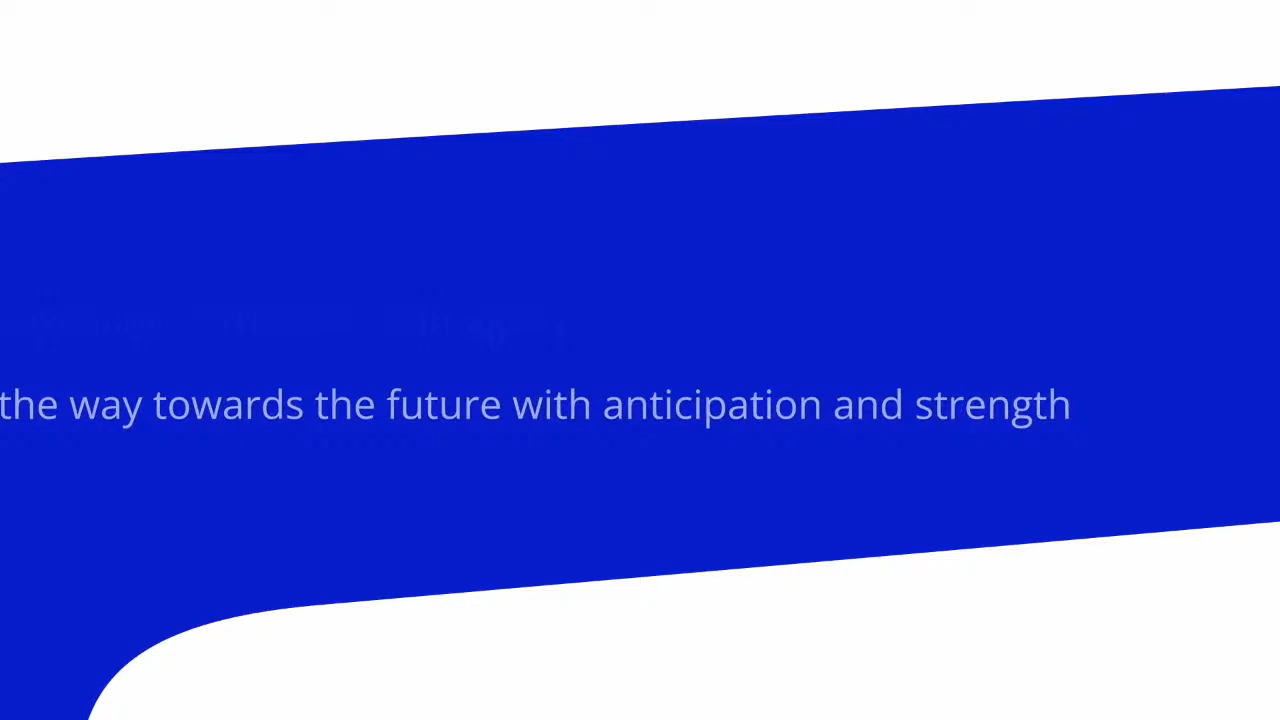 the way towards the future with anticipation and strength